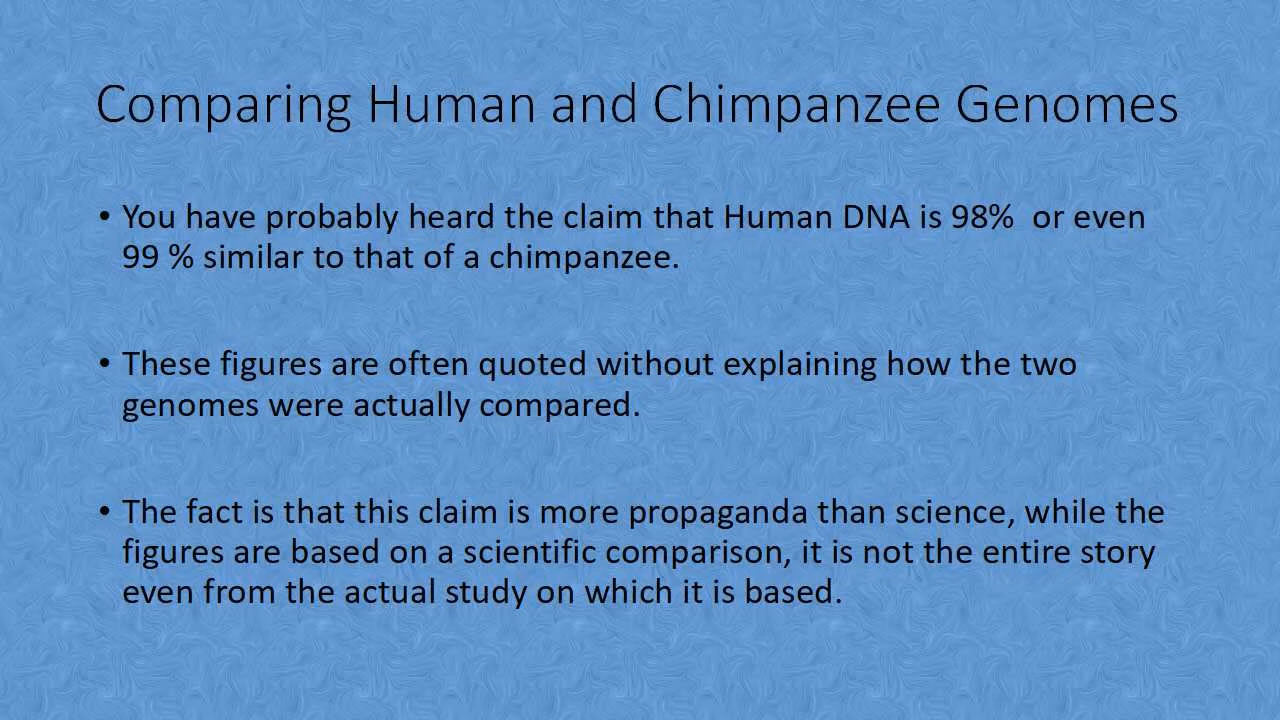 Comparing Human and Chimpanzee Genomes
• You have probably heard the claim that Human DNA is 98%  or even
99 % similar to that of a chimpanzee.
• These figures are often quoted without explaining how the two
genomes were actually compared.
• The fact is that this claim is more propaganda than science, while the
figures are based on a scientific comparison, it is not the entire story
even from the actual study on which it is based.